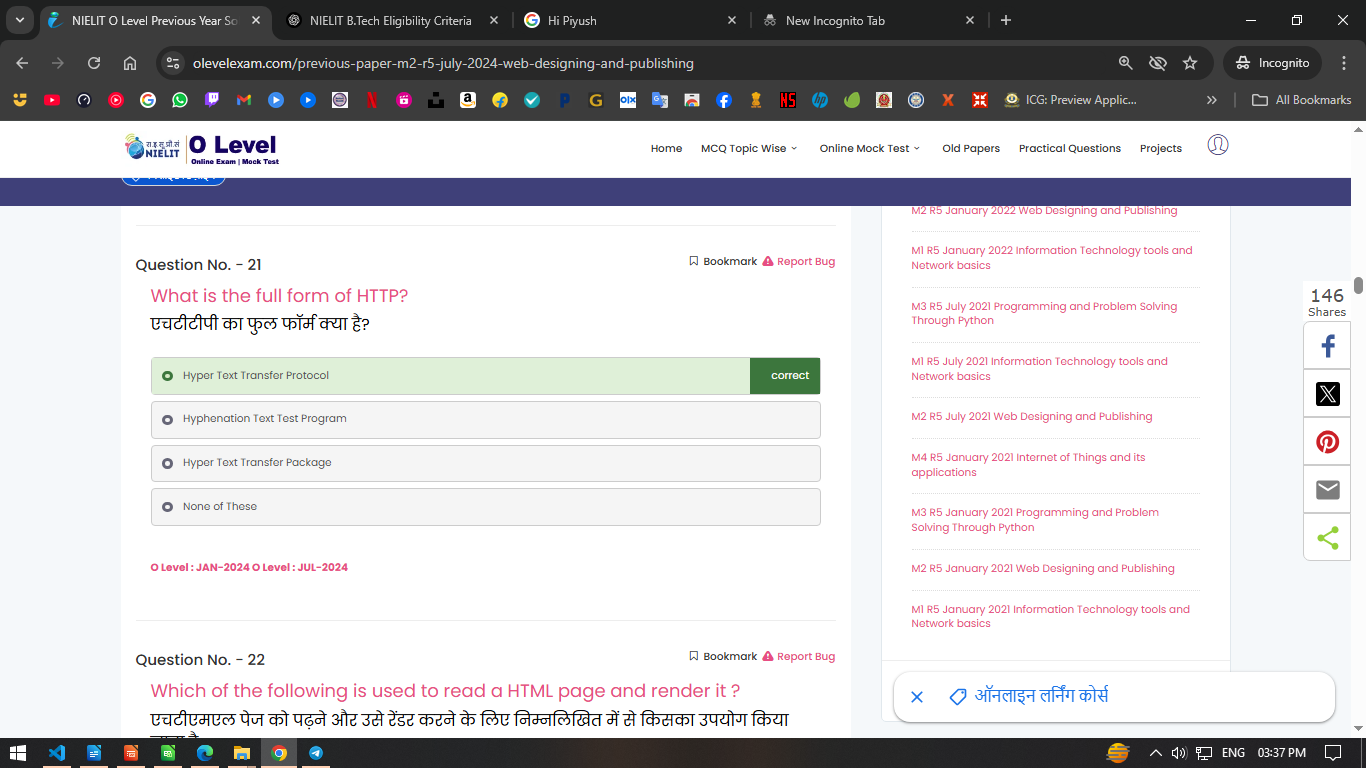 NIELIT O Level Previous Year So
NIELIT B.Tech Eligibility Criteria
Hi Piyush
New Incognito Tab
olevelexam.com/previous-paper-m2-r5-july-2024-web-designing-and-publishing
Incognito
ICG: Preview Applic...
All Bookmarks
रा.इ.सू.प्रौ.सं
NIELIT
O Level
Online Exam | Mock Test
Home
MCQ Topic Wise
Online Mock Test
Old Papers
Practical Questions
Projects
Question No. - 21
Bookmark
Report Bug
What is the full form of HTTP?
एचटीटीपी का फुल फॉर्म क्या है?
Hyper Text Transfer Protocol
correct
Hyphenation Text Test Program
Hyper Text Transfer Package
None of These
O Level : JAN-2024 O Level : JUL-2024
Question No. - 22
Bookmark
Report Bug
Which of the following is used to read a HTML page and render it ?
एचटीएमएल पेज को पढ़ने और उसे रेंडर करने के लिए निम्नलिखित में से किसका उपयोग किया
M2 R5 January 2022 Web Designing and Publishing
M1 R5 January 2022 Information Technology tools and
Network basics
M3 R5 July 2021 Programming and Problem Solving
Through Python
M1 R5 July 2021 Information Technology tools and
Network basics
M2 R5 July 2021 Web Designing and Publishing
M4 R5 January 2021 Internet of Things and its
applications
M3 R5 January 2021 Programming and Problem
Solving Through Python
M2 R5 January 2021 Web Designing and Publishing
M1 R5 January 2021 Information Technology tools and
Network basics
146
Shares
ऑनलाइन लर्निंग कोर्स
ENG
03:37 PM